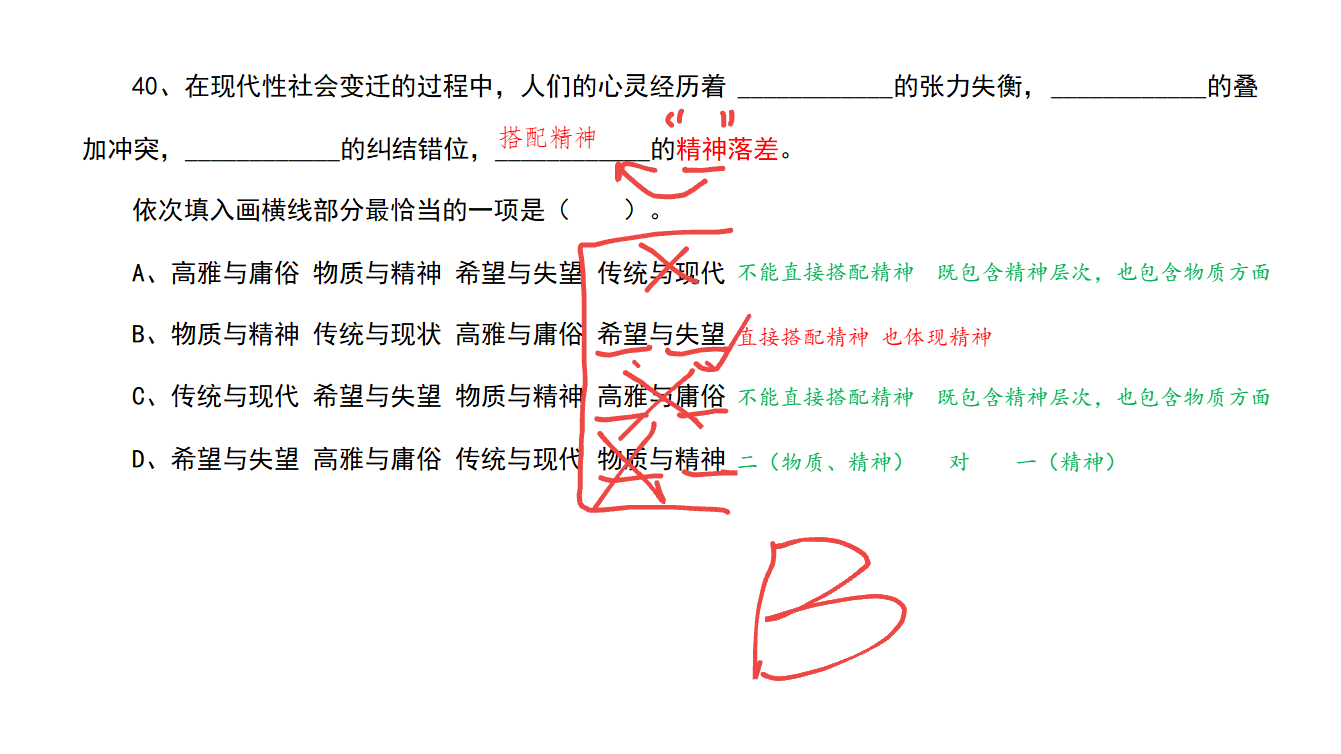 40、在现代性社会变迁的过程中，人们的心灵经历着 ____________的张力失衡，____________的叠
加冲突，____________的纠结错位，____________的“精神”落差。
搭配精神
依次填入画横线部分最恰当的一项是（　　）。
A、高雅与庸俗 物质与精神 希望与失望 传统与现代 不能直接搭配精神 既包含精神层次，也包含物质方面
B、物质与精神 传统与现状 高雅与庸俗 希望与失望 直接搭配精神 也体现精神
C、传统与现代 希望与失望 物质与精神 高雅与庸俗 不能直接搭配精神 既包含精神层次，也包含物质方面
D、希望与失望 高雅与庸俗 传统与现代 物质与精神 二（物质、精神） 对 一（精神）
B